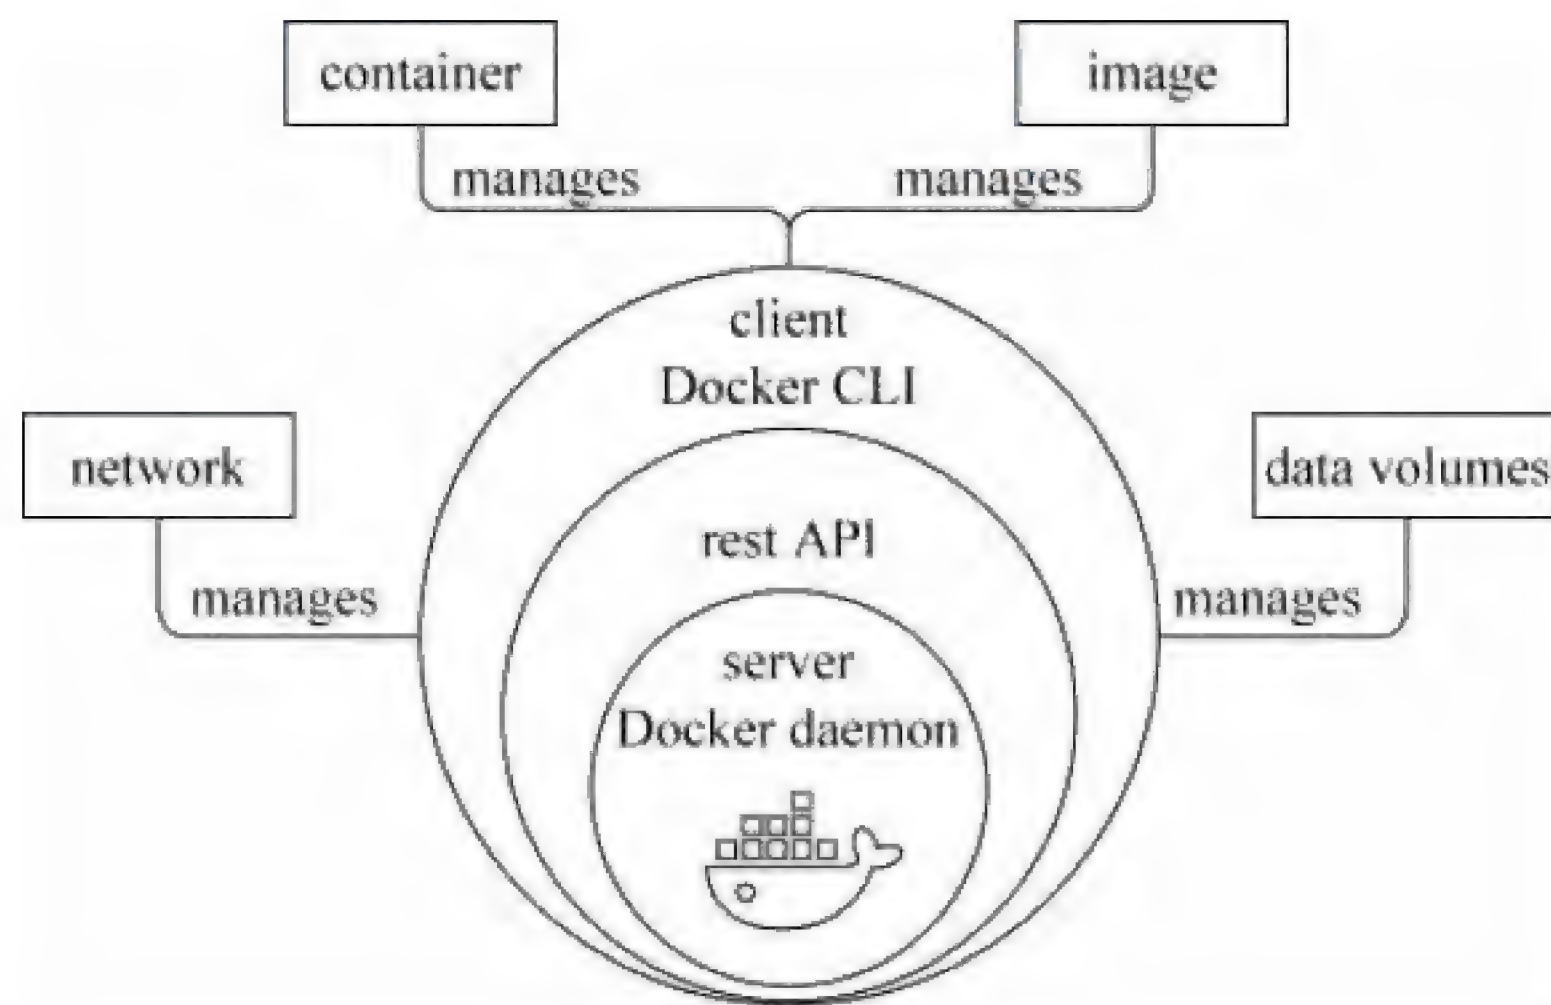 container
image
manages
manages
client
Docker CLI
network
data volumes
rest API
manages
manages
server
Docker daemon